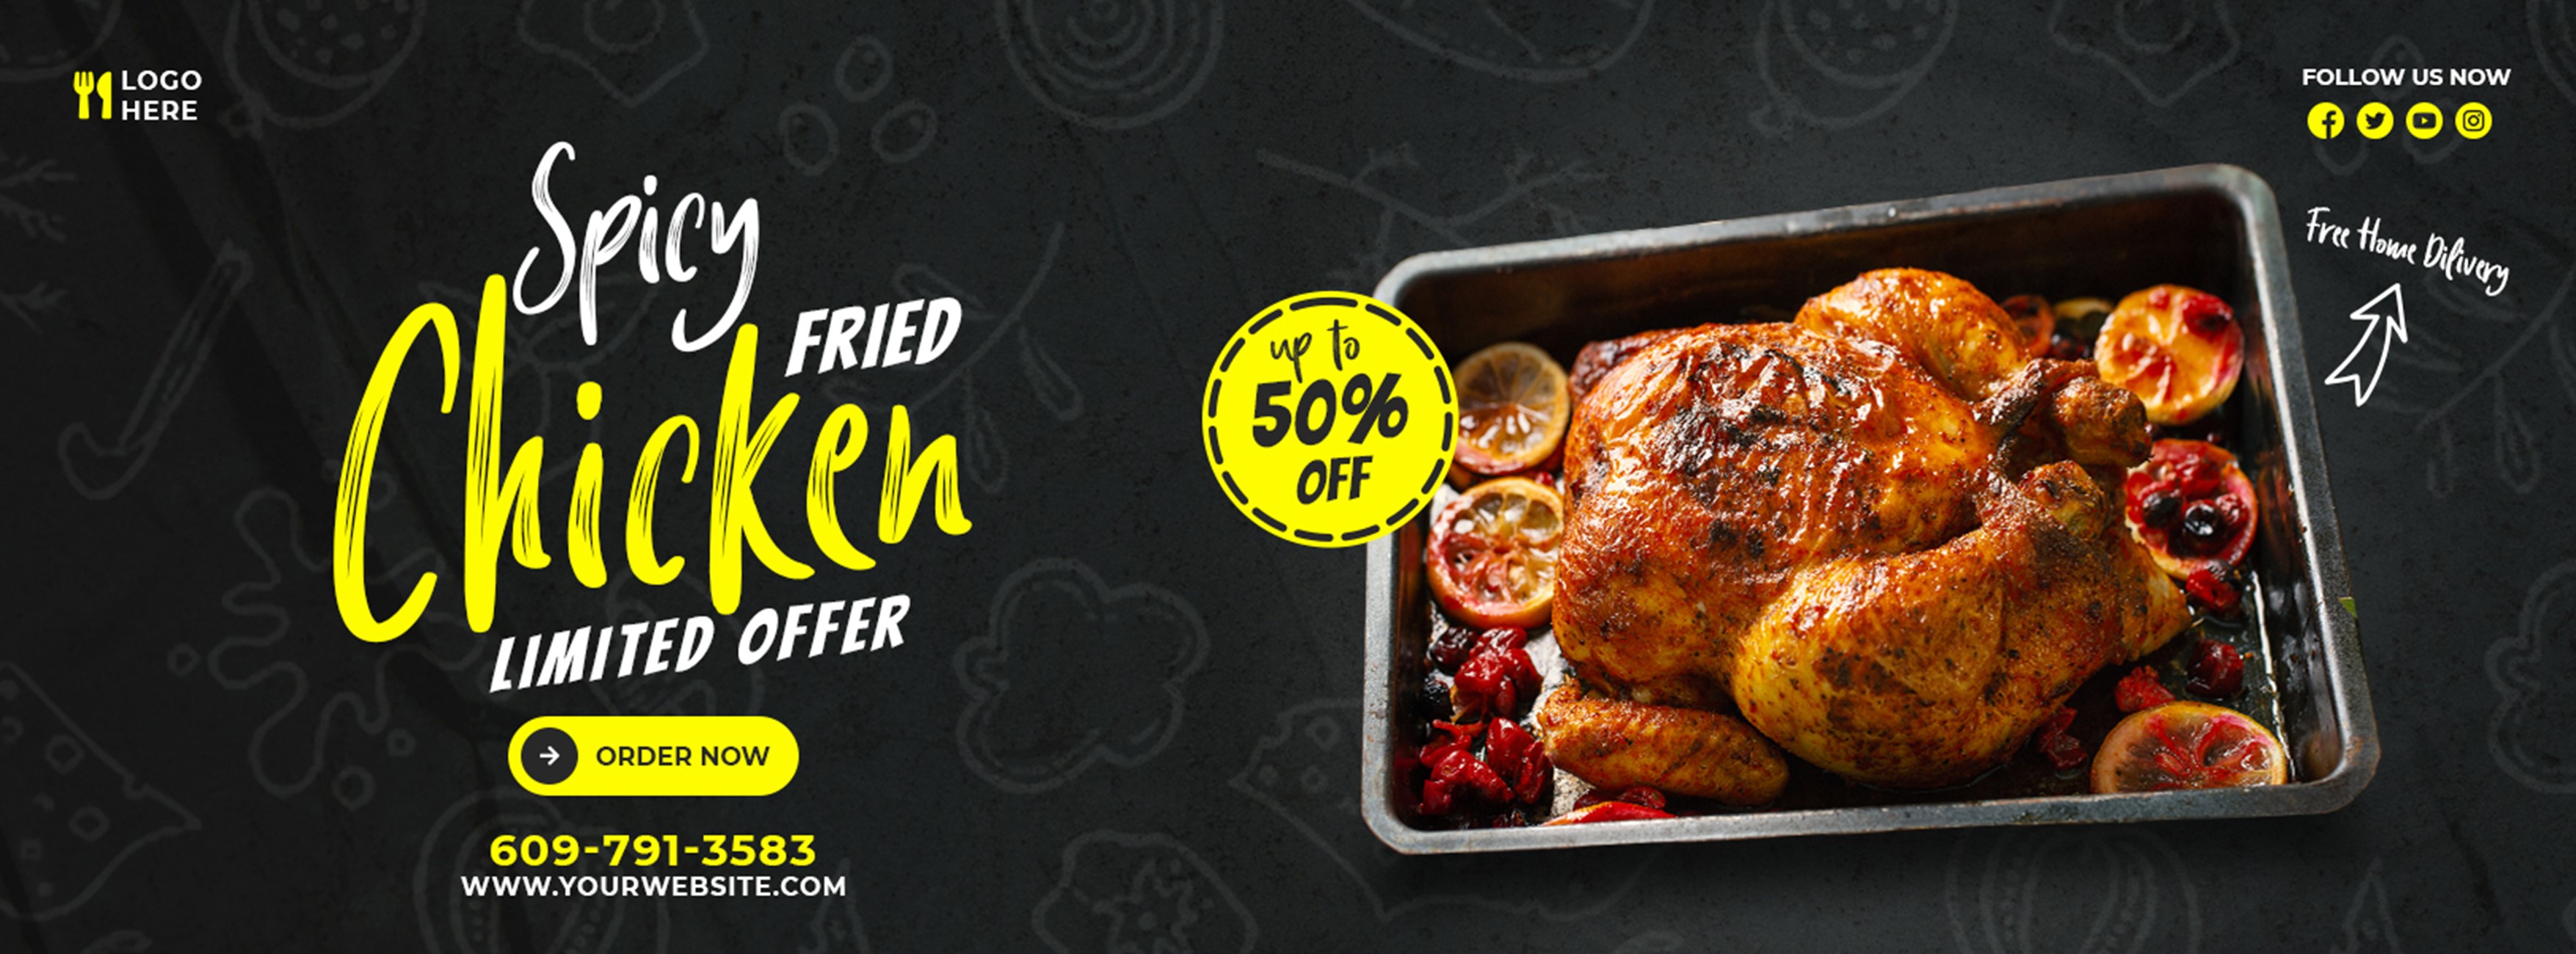 LOGO
HERE
Spicy
FRIED
Chicken
LIMITED OFFER
ORDER NOW
609-791-3583
WWW.YOURWEBSITE.COM
up to
50%
OFF
FOLLOW US NOW
Free Home Dilivery